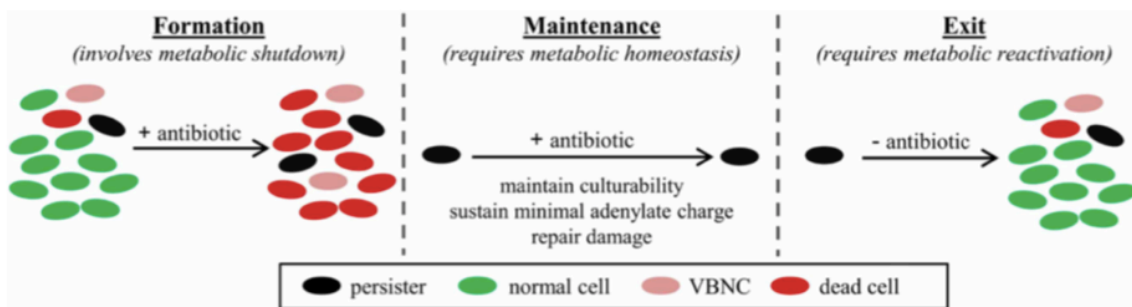 Formation
(involves metabolic shutdown)
+ antibiotic
Maintenance
(requires metabolic homeostasis)
+ antibiotic
maintain culturability
sustain minimal adenylate charge
repair damage
Exit
(requires metabolic reactivation)
- antibiotic
persister
normal cell
VBNC
dead cell